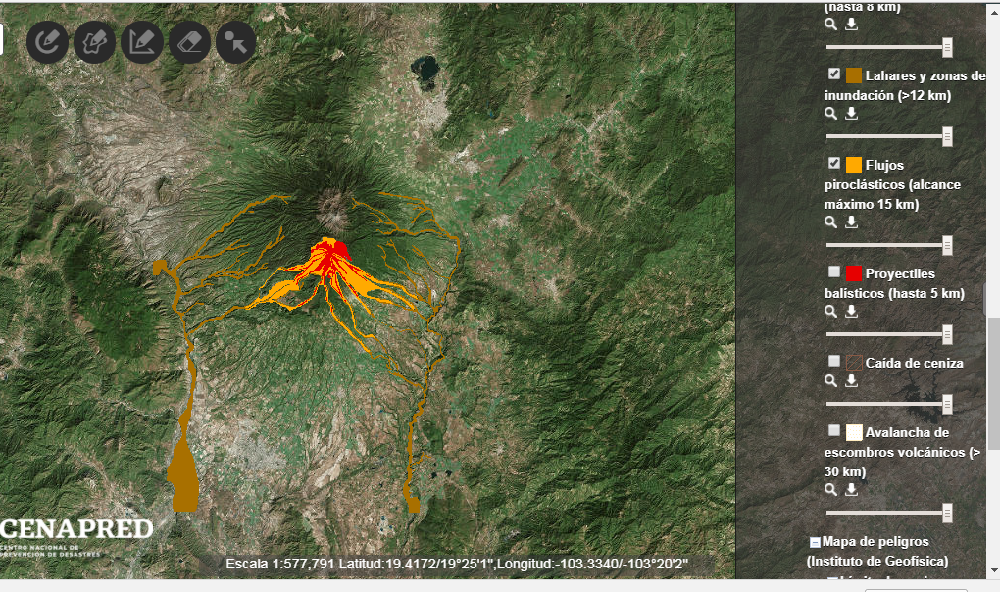 (hasta 8 km)
Lahares y zonas de
inundación (>12 km)
Flujos
piroclásticos (alcance
máximo 15 km)
Proyectiles
balísticos (hasta 5 km)
Caída de ceniza
Avalancha de
escombros volcánicos (>
30 km)
Mapa de peligros
(Instituto de Geofísica)
CENAPRED
CENTRO NACIONAL DE
PREVENCIÓN DE DESASTRES
Escala 1:577,791 Latitud:19.4172/19°25'1",Longitud:-103.3340/-103°20'2"